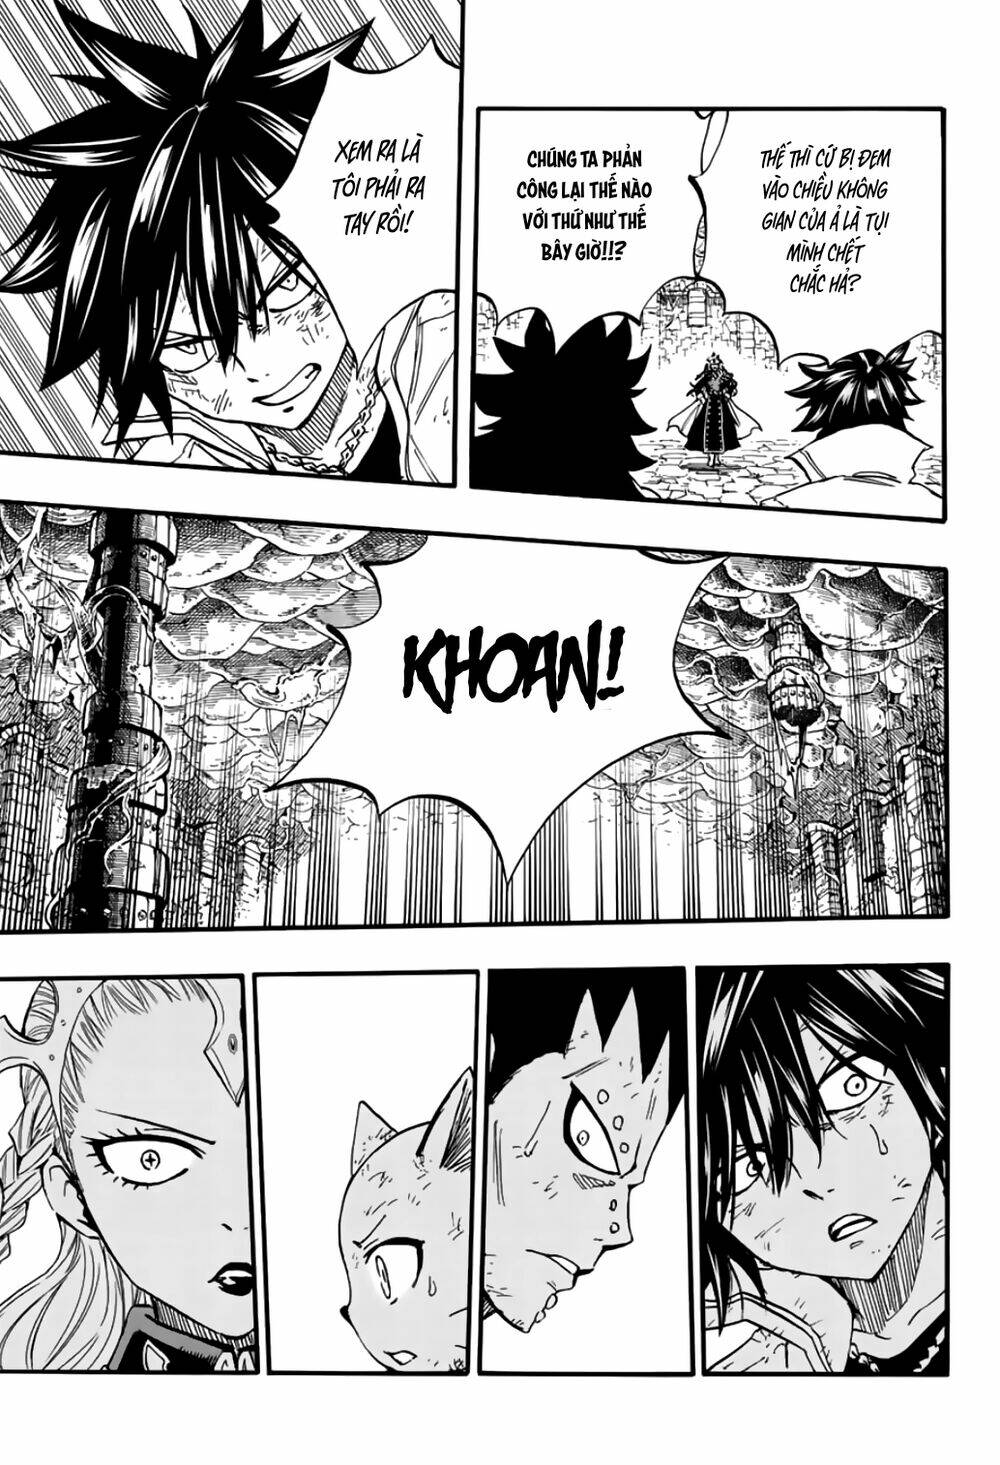 THẾ THÌ CỨ BỊ ĐEM
VÀO CHIỀU KHÔNG
GIAN CỦA Ả LÀ TỤI
MÌNH CHẾT
CHẮC HẢ?
CHÚNG TA PHẢN
CÔNG LẠI THẾ NÀO
VỚI THỨ NHƯ THẾ
BÂY GIỜ!!?
XEM RA LÀ
TÔI PHẢI RA
TAY RỒI!
KHOAN!